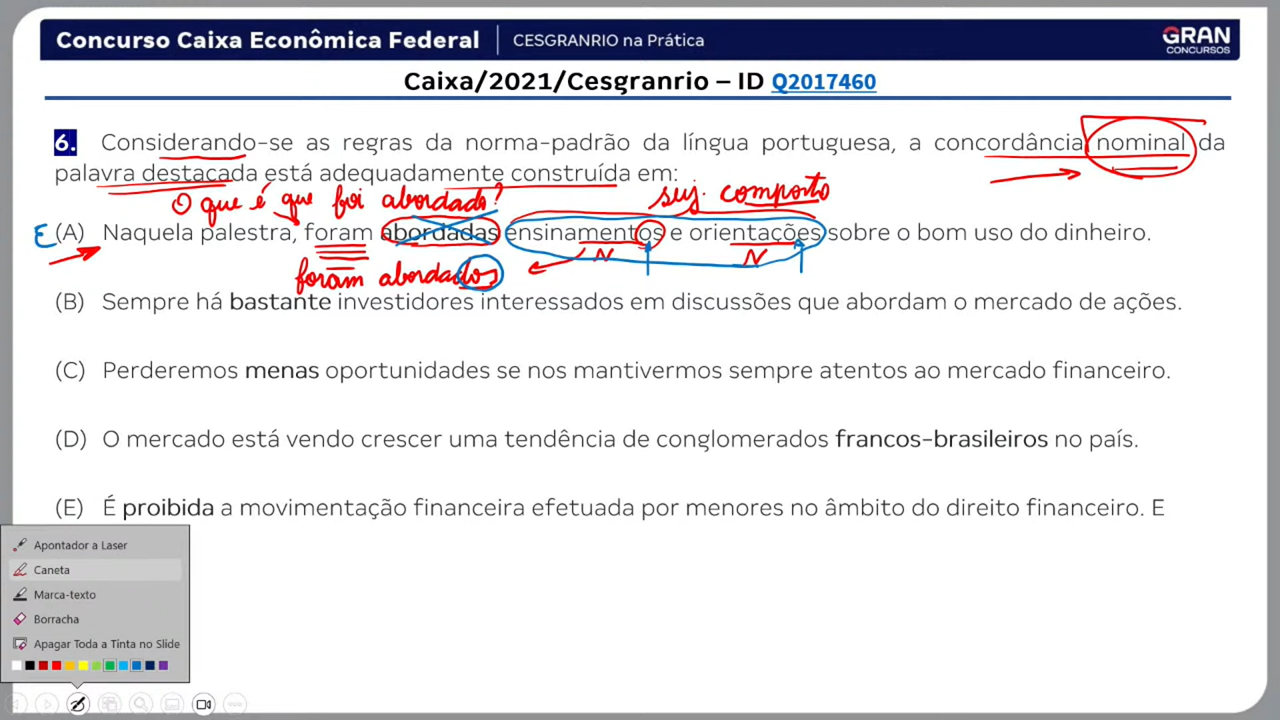 Concurso Caixa Econômica Federal | CESGRANRIO na Prática
GRAN
CONCURSOS
Caixa/2021/Cesgranrio – ID Q2017460
6. Considerando-se as regras da norma-padrão da língua portuguesa, a concordância nominal da
palavra destacada está adequadamente construída em:
O que é que foi abordado? suj. composto
E (A) Naquela palestra, foram abordadas ensinamentos e orientações sobre o bom uso do dinheiro.
N N
foram abordados
(B) Sempre há bastante investidores interessados em discussões que abordam o mercado de ações.
(C) Perderemos menas oportunidades se nos mantivermos sempre atentos ao mercado financeiro.
(D) O mercado está vendo crescer uma tendência de conglomerados francos-brasileiros no país.
(E) É proibida a movimentação financeira efetuada por menores no âmbito do direito financeiro. E
Apontador a Laser
Caneta
Marca-texto
Borracha
Apagar Toda a Tinta no Slide